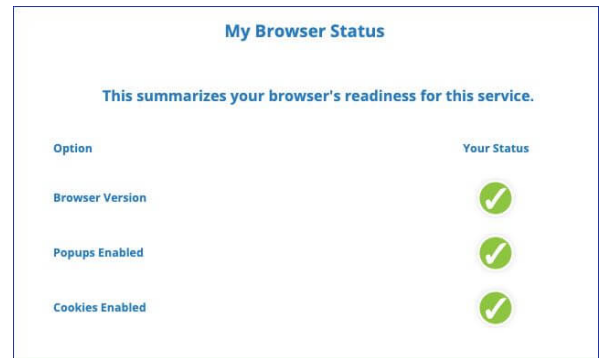 My Browser Status
This summarizes your browser's readiness for this service.
Option Your Status
Browser Version
Popups Enabled
Cookies Enabled